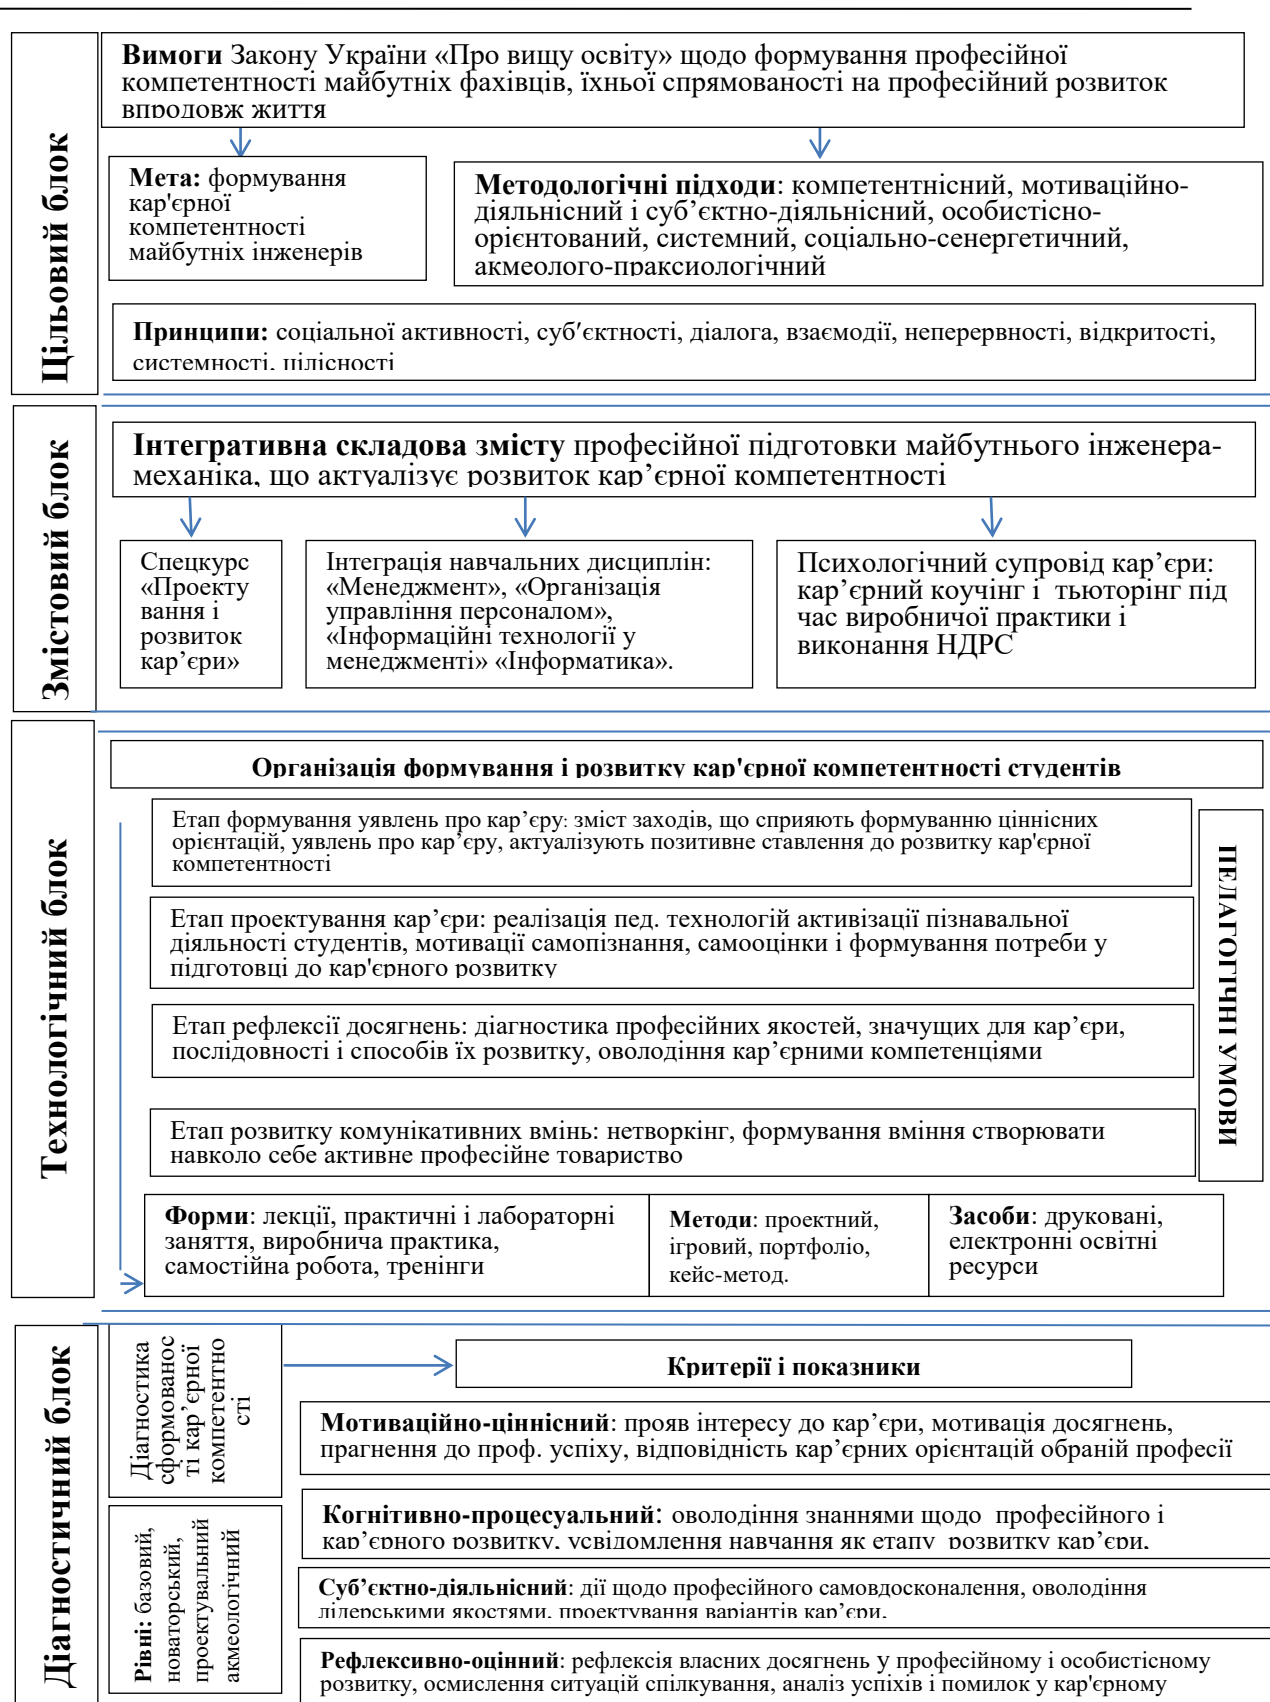 Цільовий блок
Вимоги Закону України «Про вищу освіту» щодо формування професійної
компетентності майбутніх фахівців, їхньої спрямованості на професійний розвиток
впродовж життя
Мета: формування
кар'єрної
компетентності
майбутніх інженерів
Методологічні підходи: компетентнісний, мотиваційно-
діяльнісний і суб’єктно-діяльнісний, особистісно-
орієнтований, системний, соціально-сенергетичний,
акмеолого-праксиологічний
Принципи: соціальної активності, суб′єктності, діалога, взаємодії, неперервності, відкритості,
системності, цілісності
Змістовий блок
Інтегративна складова змісту професійної підготовки майбутнього інженера-
механіка, що актуалізує розвиток кар’єрної компетентності
Спецкурс
«Проекту
вання і
розвиток
кар’єри»
Інтеграція навчальних дисциплін:
«Менеджмент», «Організація
управління персоналом»,
«Інформаційні технології у
менеджменті» «Інформатика».
Психологічний супровід кар’єри:
кар’єрний коучінг і тьюторінг під
час виробничої практики і
виконання НДРС
Технологічний блок
Організація формування і розвитку кар'єрної компетентності студентів
Етап формування уявлень про кар’єру: зміст заходів, що сприяють формуванню ціннісних
орієнтацій, уявлень про кар’єру, актуалізують позитивне ставлення до розвитку кар'єрної
компетентності
Етап проектування кар’єри: реалізація пед. технологій активізації пізнавальної
діяльності студентів, мотивації самопізнання, самооцінки і формування потреби у
підготовці до кар'єрного розвитку
Етап рефлексії досягнень: діагностика професійних якостей, значущих для кар’єри,
послідовності і способів їх розвитку, оволодіння кар’єрними компетенціями
Етап розвитку комунікативних вмінь: нетворкінг, формування вміння створювати
навколо себе активне професійне товариство
ПЕДАГОГІЧНІ УМОВИ
Форми: лекції, практичні і лабораторні
заняття, виробнича практика,
самостійна робота, тренінги
Методи: проектний,
ігровий, портфоліо,
кейс-метод.
Засоби: друковані,
електронні освітні
ресурси
Діагностичний блок
Діагностика
сформованос
ті кар’єрної
компетентно
сті
Критерії і показники
Мотиваційно-ціннісний: прояв інтересу до кар’єри, мотивація досягнень,
прагнення до проф. успіху, відповідність кар’єрних орієнтацій обраній професії
Рівні: базовий,
новаторський,
проектувальний
акмеологічний
Когнітивно-процесуальний: оволодіння знаннями щодо професійного і
кар’єрного розвитку, усвідомлення навчання як етапу розвитку кар’єри,
Суб’єктно-діяльнісний: дії щодо професійного самовдосконалення, оволодіння
лідерськими якостями, проектування варіантів кар’єри,
Рефлексивно-оцінний: рефлексія власних досягнень у професійному і особистісному
розвитку, осмислення ситуацій спілкування, аналіз успіхів і помилок у кар'єрному